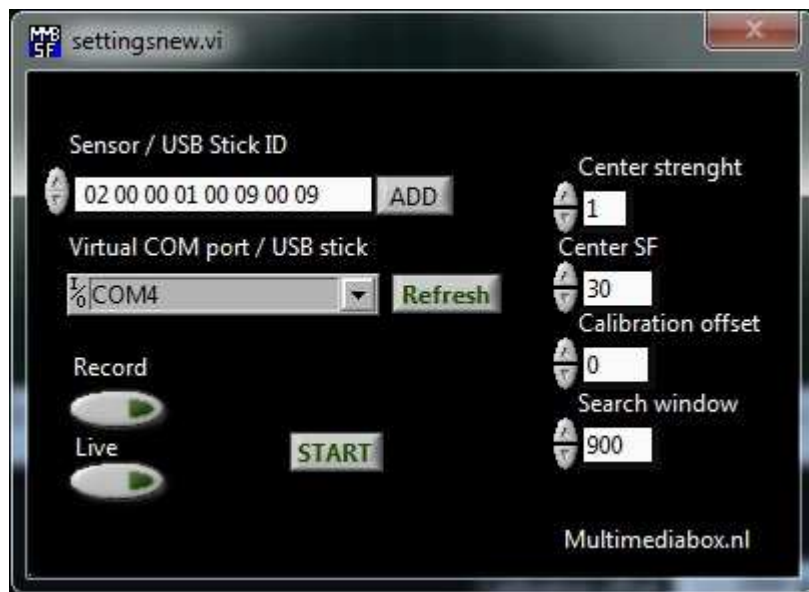 MMB
SF
settingsnew.vi
Sensor / USB Stick ID
02 00 00 01 00 09 00 09
ADD
Virtual COM port / USB stick
I/O COM4
Refresh
Record
Live
START
Center strenght
1
Center SF
30
Calibration offset
0
Search window
900
Multimediabox.nl